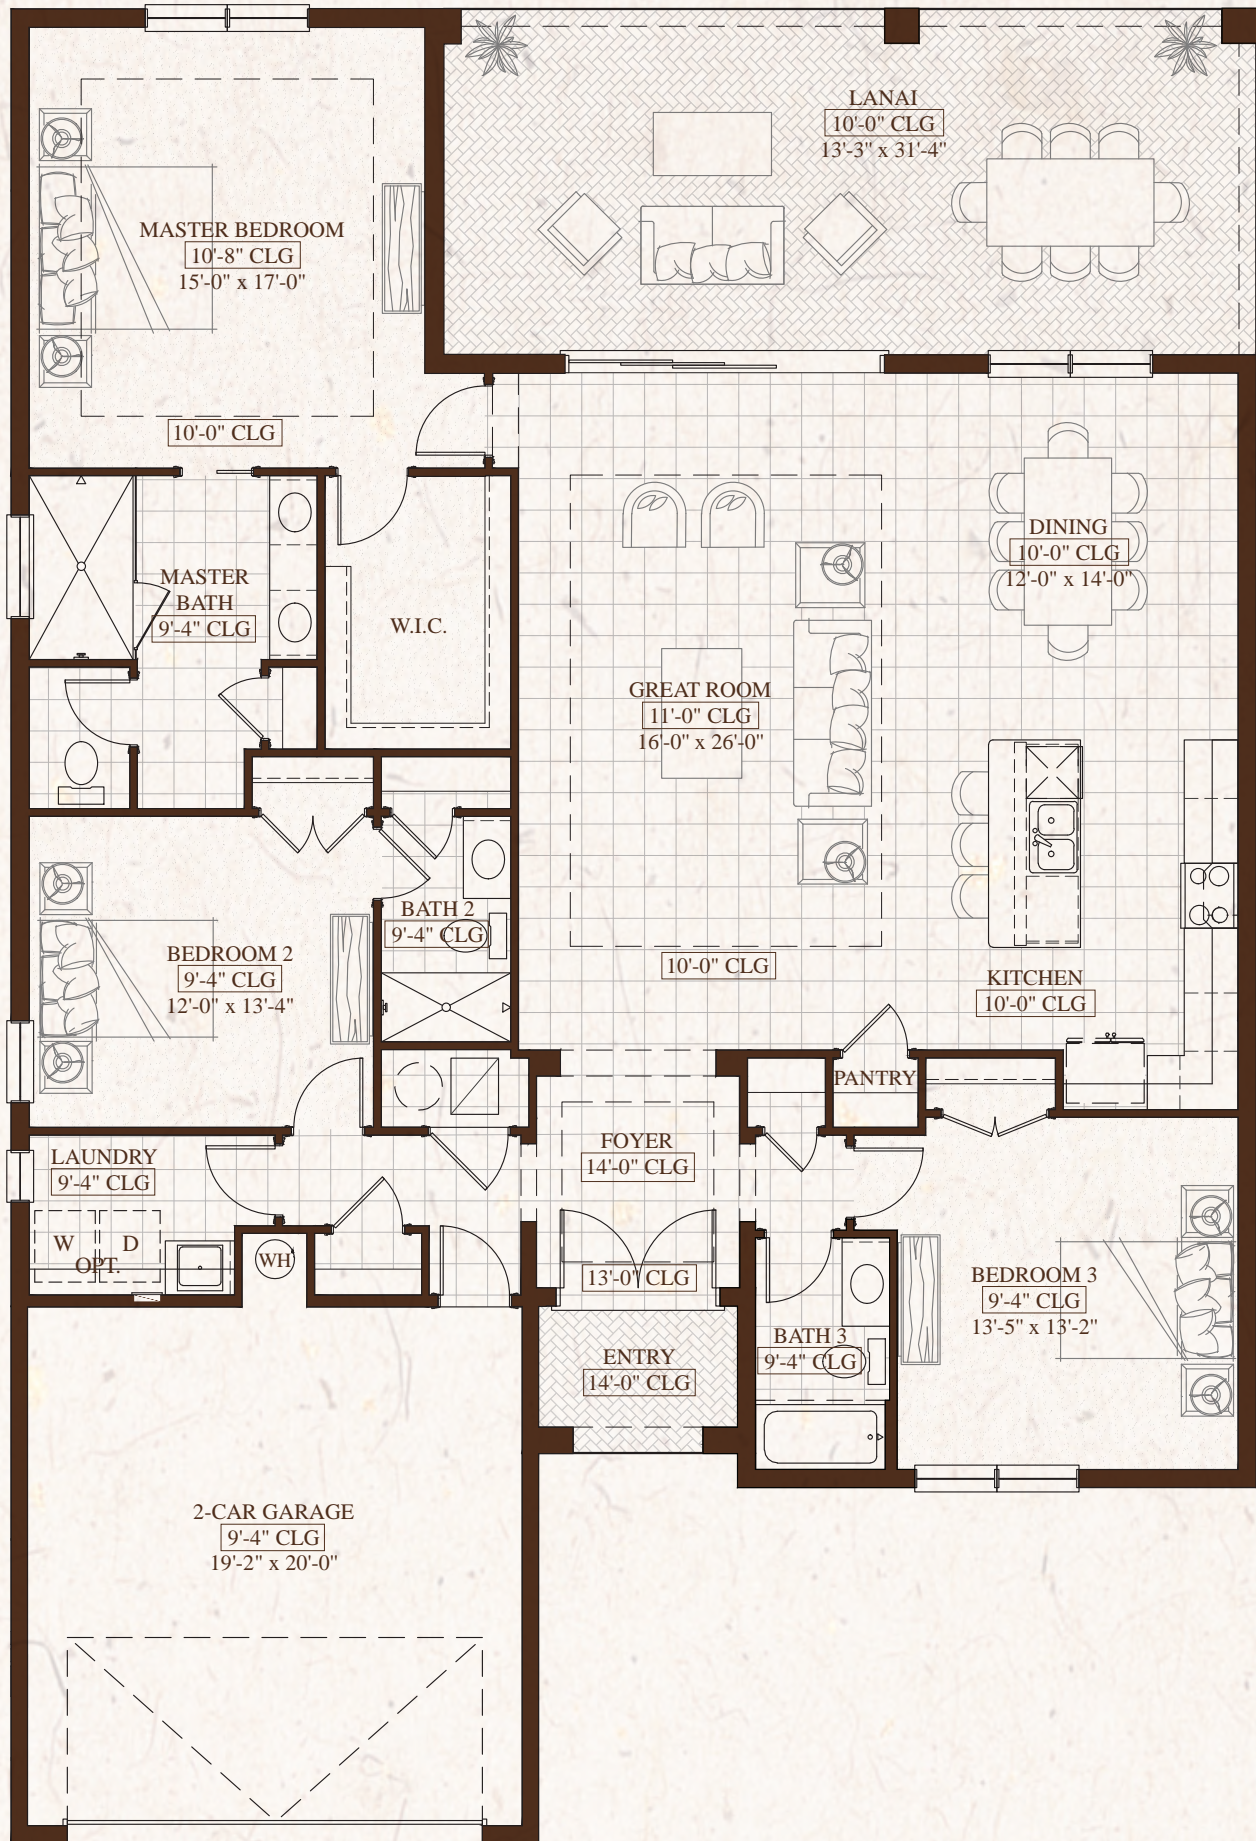 LANAI
10'-0" CLG
13'-3" x 31'-4"
MASTER BEDROOM
10'-8" CLG
15'-0" x 17'-0"
10'-0" CLG
DINING
10'-0" CLG
12'-0" x 14'-0"
MASTER
BATH
9'-4" CLG
W.I.C.
GREAT ROOM
11'-0" CLG
16'-0" x 26'-0"
10'-0" CLG
BATH 2
9'-4" CLG
BEDROOM 2
9'-4" CLG
12'-0" x 13'-4"
KITCHEN
10'-0" CLG
PANTRY
FOYER
14'-0" CLG
13'-0" CLG
LAUNDRY
9'-4" CLG
W
D
OPT.
WH
BEDROOM 3
9'-4" CLG
13'-5" x 13'-2"
BATH 3
9'-4" CLG
ENTRY
14'-0" CLG
2-CAR GARAGE
9'-4" CLG
19'-2" x 20'-0"